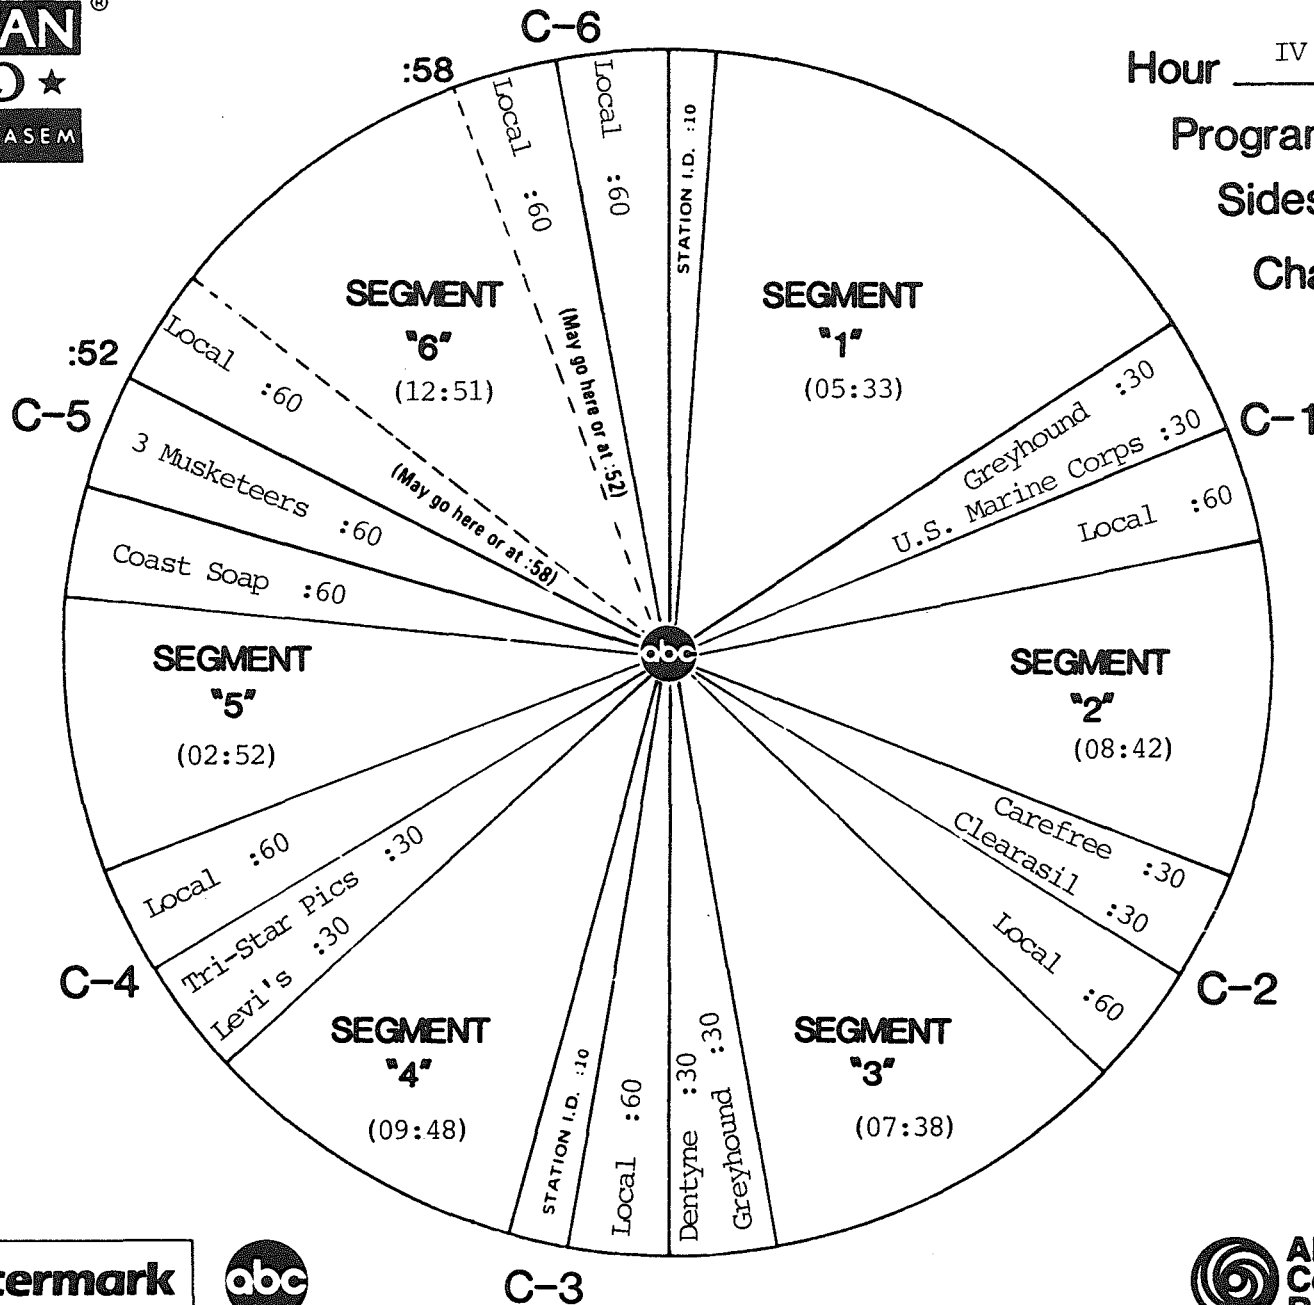 AN ®
★
ASEM
C-6
:58
Hour IV
Local :60
Local :60
STATION I.D. :10
SEGMENT
"1"
(05:33)
Greyhound :30
U.S. Marine Corps :30
C-1
Local :60
SEGMENT
"2"
(08:42)
Carefree :30
Clearasil :30
C-2
Local :60
SEGMENT
"3"
(07:38)
Greyhound :30
Dentyne :30
C-3
Local :60
STATION I.D. :10
SEGMENT
"4"
(09:48)
Levi's :30
Tri-Star Pics :30
C-4
Local :60
SEGMENT
"5"
(02:52)
Coast Soap :60
3 Musketeers :60
C-5
:52
Local :60
(May go here or at :58)
SEGMENT
"6"
(12:51)
(May go here or at :52)
abc
termark
abc